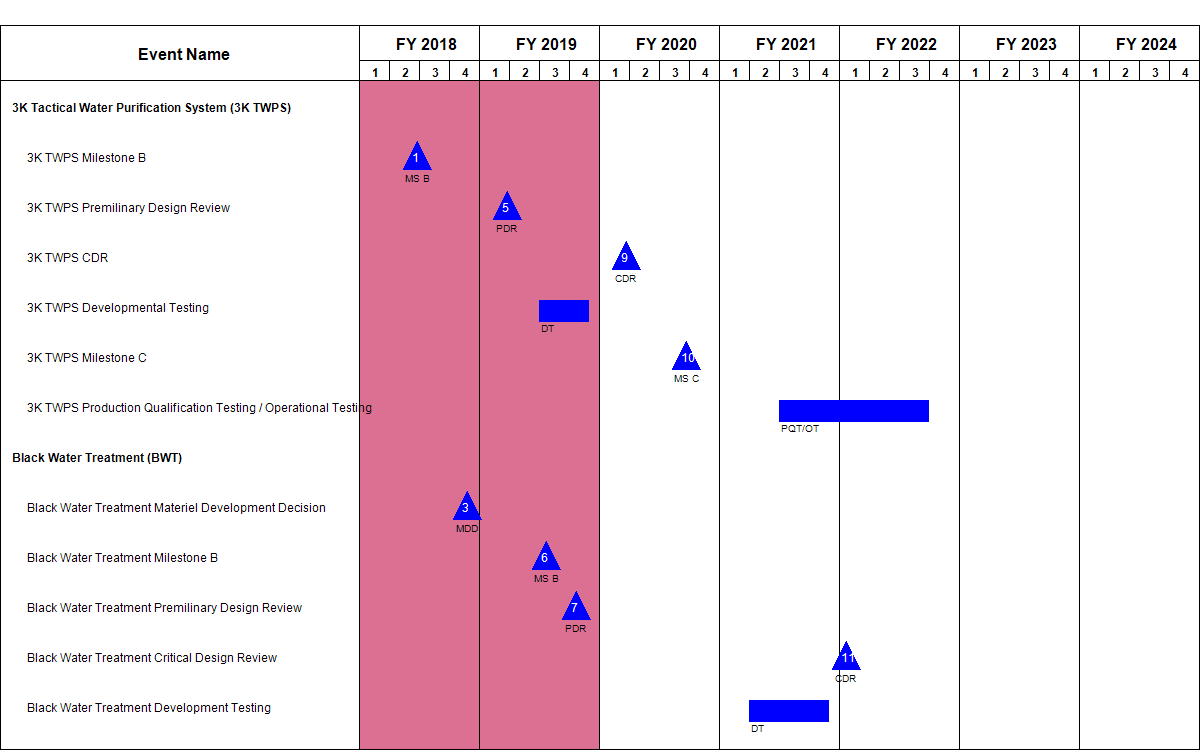 Event Name FY 2018 FY 2019 FY 2020 FY 2021 FY 2022 FY 2023 FY 2024
1 2 3 4 1 2 3 4 1 2 3 4 1 2 3 4 1 2 3 4 1 2 3 4 1 2 3 4
3K Tactical Water Purification System (3K TWPS)
3K TWPS Milestone B 1
MS B
3K TWPS Premilinary Design Review 5
PDR
3K TWPS CDR 9
CDR
3K TWPS Developmental Testing
DT
3K TWPS Milestone C 10
MS C
3K TWPS Production Qualification Testing / Operational Testing
PQT/OT
Black Water Treatment (BWT)
Black Water Treatment Materiel Development Decision 3
MDD
Black Water Treatment Milestone B 6
MS B
Black Water Treatment Premilinary Design Review 7
PDR
Black Water Treatment Critical Design Review 11
CDR
Black Water Treatment Development Testing
DT